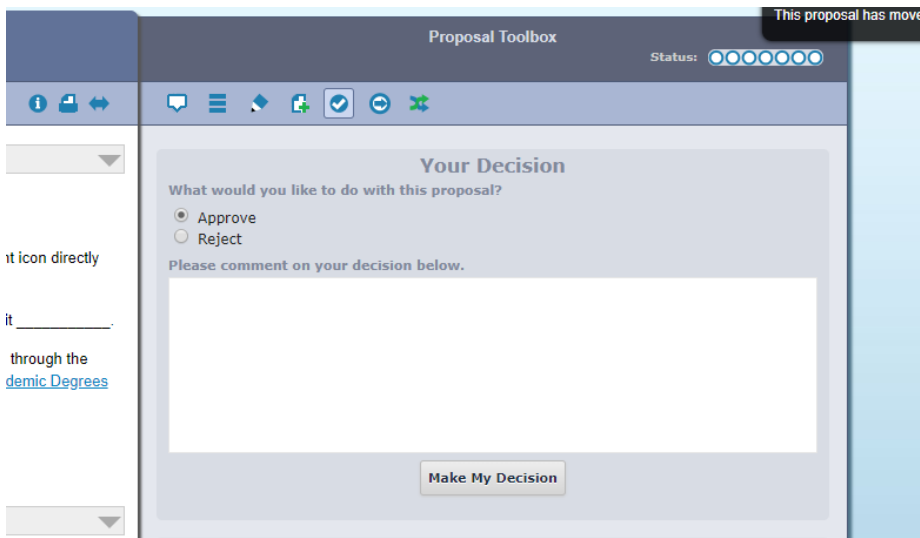 This proposal has move
Proposal Toolbox
Status:
Your Decision
What would you like to do with this proposal?
Approve
Reject
Please comment on your decision below.
Make My Decision
nt icon directly
it ___________.
through the
demic Degrees